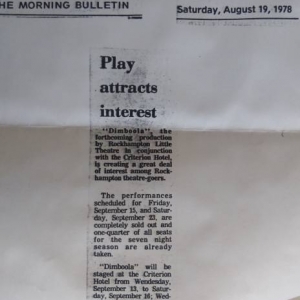 THE MORNING BULLETIN
Saturday, August 19, 1978
Play
attracts
interest
"Dimboola", the
forthcoming production
by Rockhampton Little
Theatre in conjunction
with the Criterion Hotel,
is creating a great deal
of interest among Rock-
hampton theatre-goers.
The performances
scheduled for Friday,
September 15, and Satur-
day, September 23, are
completely sold out and
one-quarter of all seats
for the seven night
season are already
taken.
"Dimboola" will be
staged at the Criterion
Hotel from Wendesday,
September 13, to Satur-
day, September 16; Wed-